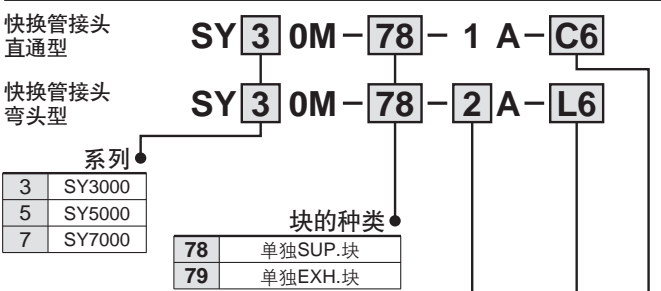 快换管接头
直通型
SY 3 0M－78－1 A－C6
快换管接头
弯头型
SY 3 0M－78－2 A－L6
系列
3 SY3000
5 SY5000
7 SY7000
块的种类
78 单独SUP.块
79 单独EXH.块